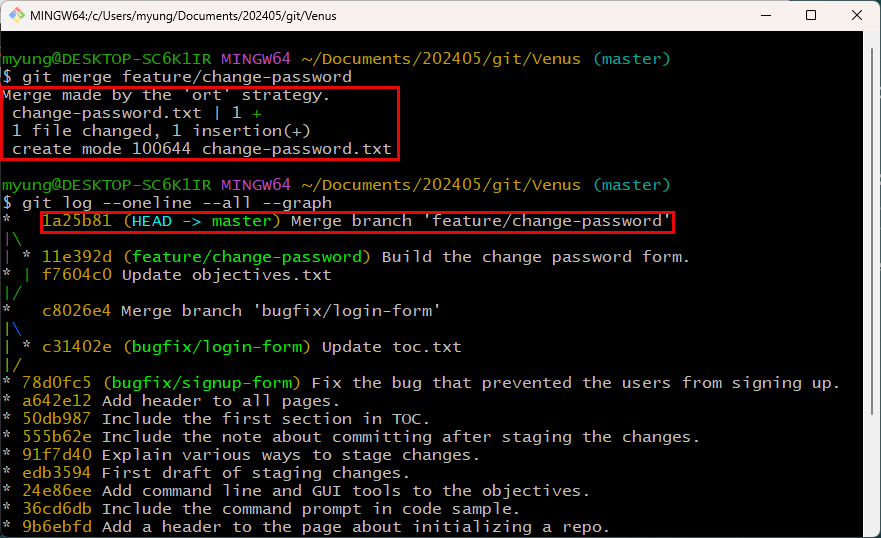 MINGW64:/c/Users/myung/Documents/202405/git/Venus
myung@DESKTOP-SC6K1IR MINGW64 ~/Documents/202405/git/Venus (master)
$ git merge feature/change-password
Merge made by the 'ort' strategy.
 change-password.txt | 1 +
 1 file changed, 1 insertion(+)
 create mode 100644 change-password.txt
myung@DESKTOP-SC6K1IR MINGW64 ~/Documents/202405/git/Venus (master)
$ git log --oneline --all --graph
*   1a25b81 (HEAD -> master) Merge branch 'feature/change-password'
|\
| * 11e392d (feature/change-password) Build the change password form.
* | f7604c0 Update objectives.txt
|/
*   c8026e4 Merge branch 'bugfix/login-form'
|\
| * c31402e (bugfix/login-form) Update toc.txt
|/
* 78d0fc5 (bugfix/signup-form) Fix the bug that prevented the users from signing up.
* a642e12 Add header to all pages.
* 50db987 Include the first section in TOC.
* 555b62e Include the note about committing after staging the changes.
* 91f7d40 Explain various ways to stage changes.
* edb3594 First draft of staging changes.
* 24e86ee Add command line and GUI tools to the objectives.
* 36cd6db Include the command prompt in code sample.
* 9b6ebfd Add a header to the page about initializing a repo.